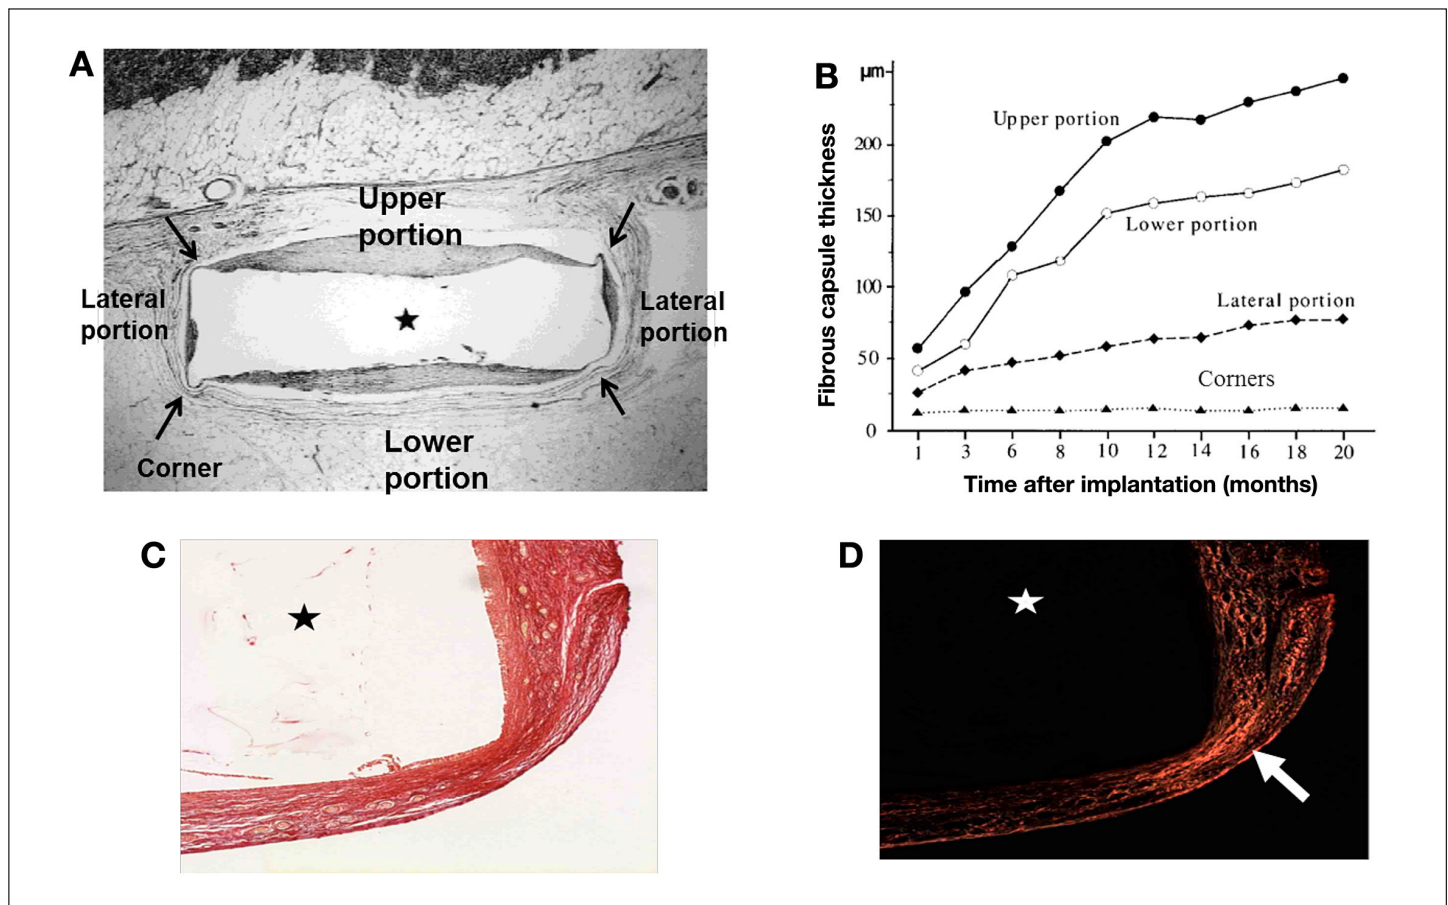 A
Upper
portion
Lateral
portion
Lateral
portion
Lower
portion
Corner
B
µm
200
150
100
50
0
Fibrous capsule thickness
Upper portion
Lower portion
Lateral portion
Corners
1 3 6 8 10 12 14 16 18 20
Time after implantation (months)
C
D